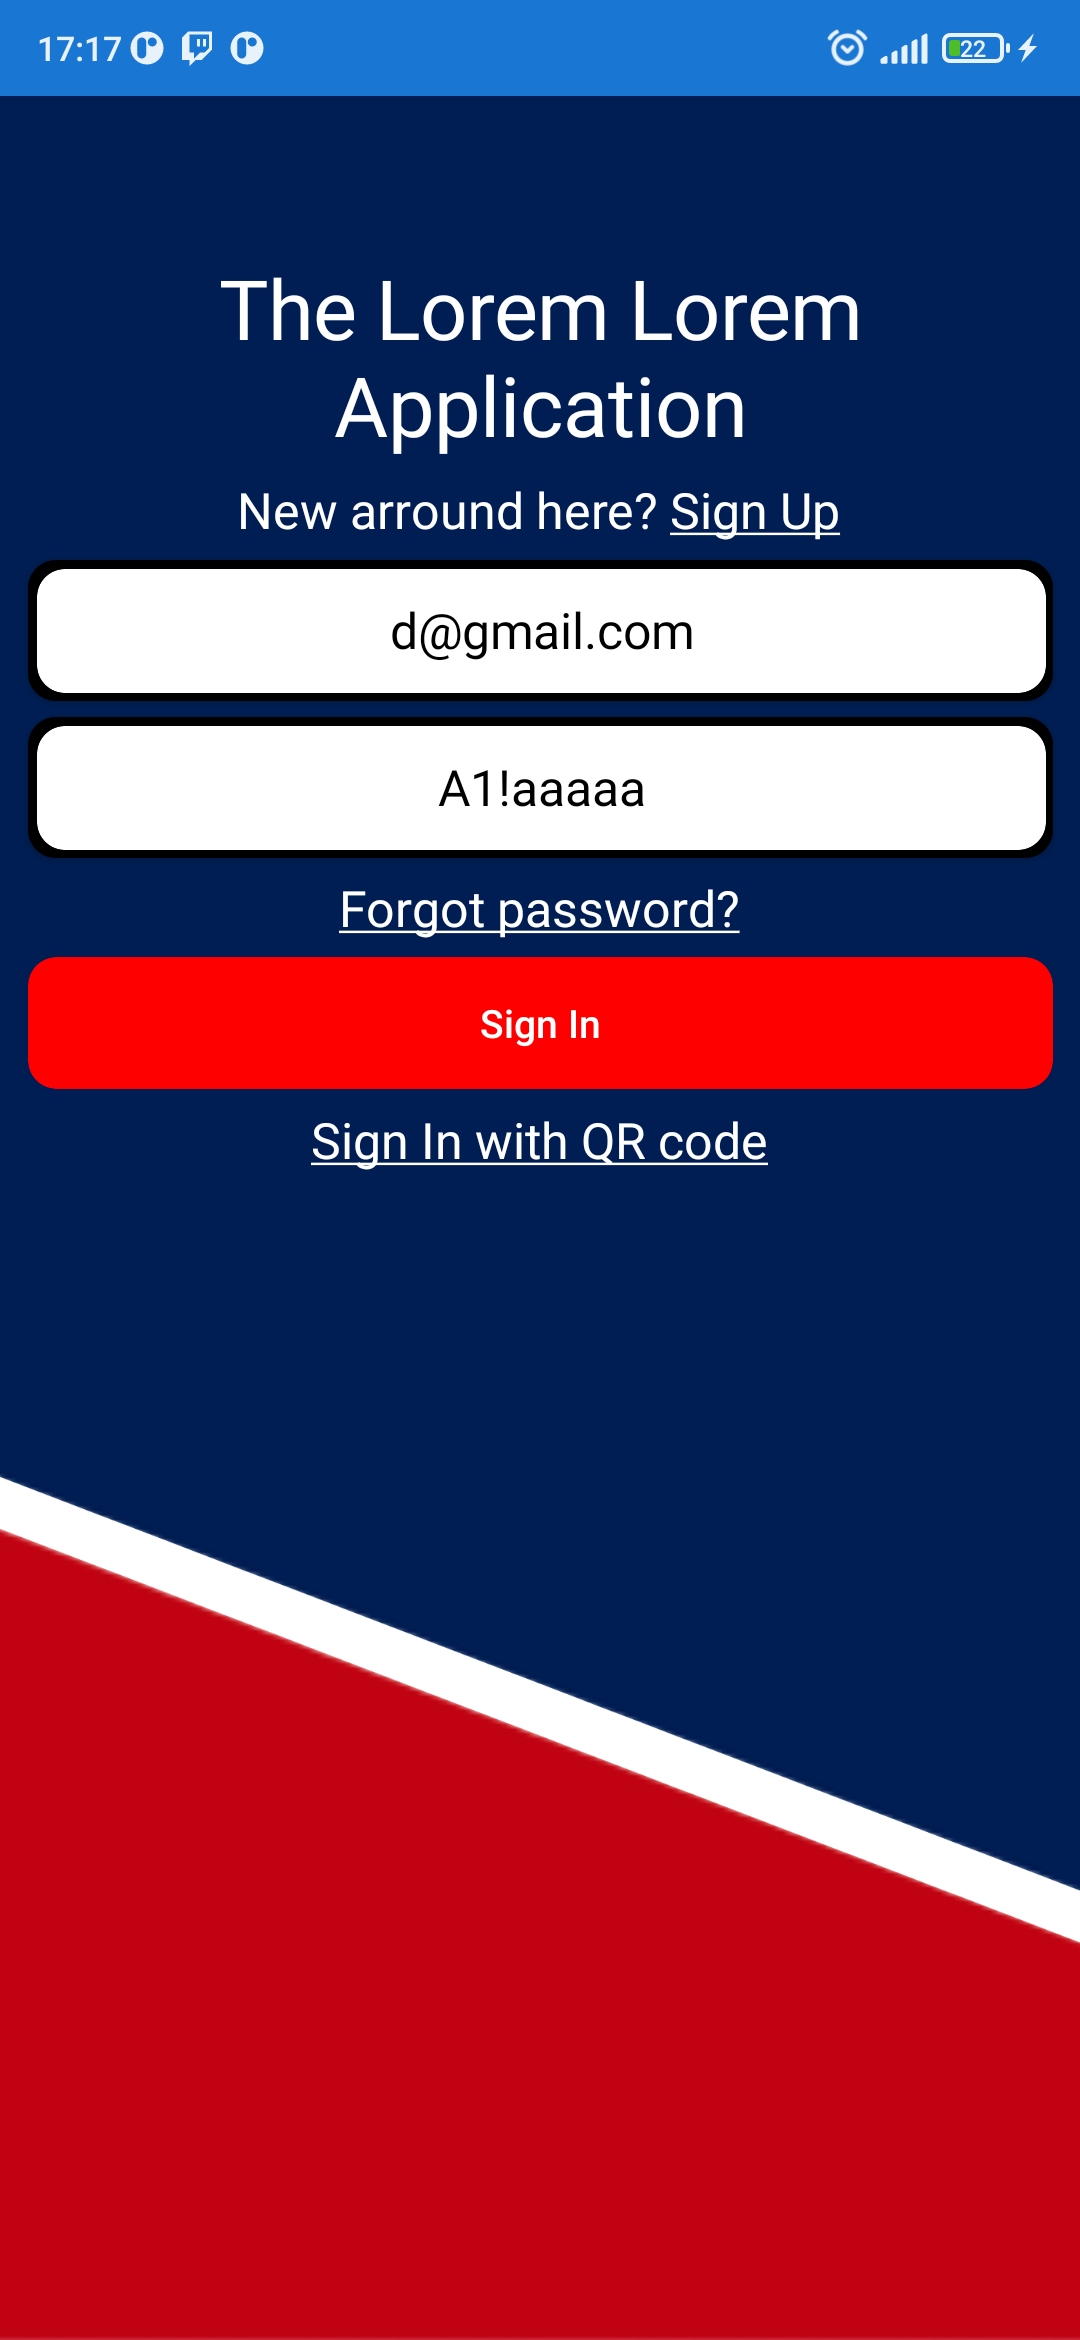 17:17 22
The Lorem Lorem
Application
New arround here? Sign Up
d@gmail.com
A1!aaaaa
Forgot password?
Sign In
Sign In with QR code